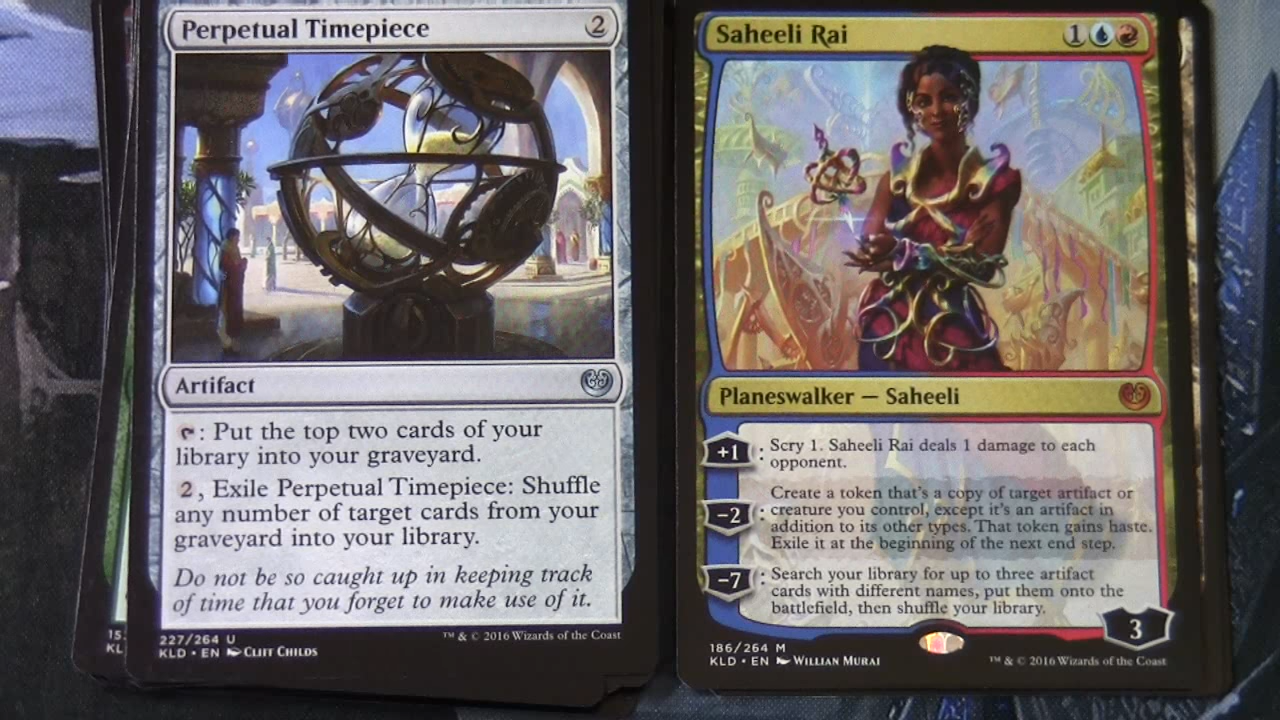 Perpetual Timepiece 2
Artifact
: Put the top two cards of your
library into your graveyard.
2, Exile Perpetual Timepiece: Shuffle
any number of target cards from your
graveyard into your library.
Do not be so caught up in keeping track
of time that you forget to make use of it.
227/264 U
KLD • EN CLIFF CHILDS
™ & © 2016 Wizards of the Coast
15
KL
Saheeli Rai 1
Planeswalker — Saheeli
+1 : Scry 1. Saheeli Rai deals 1 damage to each
opponent.
Create a token that's a copy of target artifact or
-2 : creature you control, except it's an artifact in
addition to its other types. That token gains haste.
Exile it at the beginning of the next end step.
-7 : Search your library for up to three artifact
cards with different names, put them onto the
battlefield, then shuffle your library.
3
186/264 M
KLD • EN WILLIAN MURAI
™ & © 2016 Wizards of the Coast